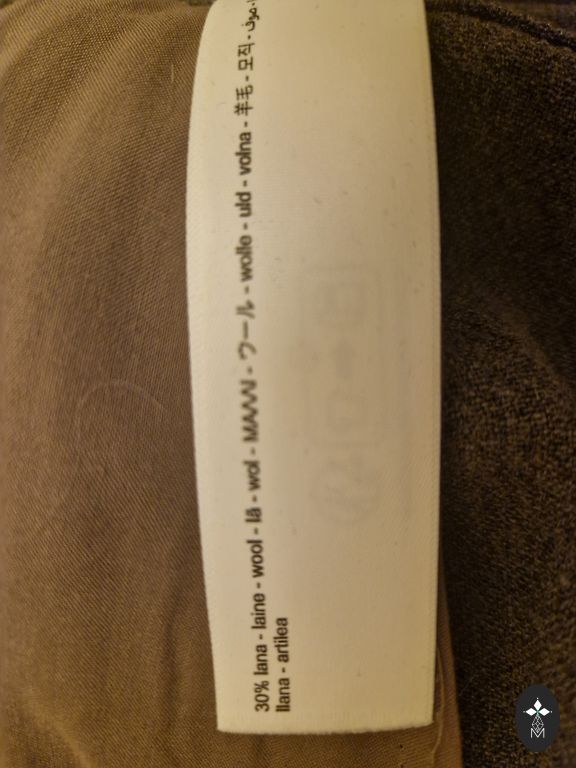 30% lana - laine - wool - lã - wol - ΜΑΛΛΙ - ウール - wolle - uld - volna - 羊毛 - 모직 - صوف
llana - artilea
M